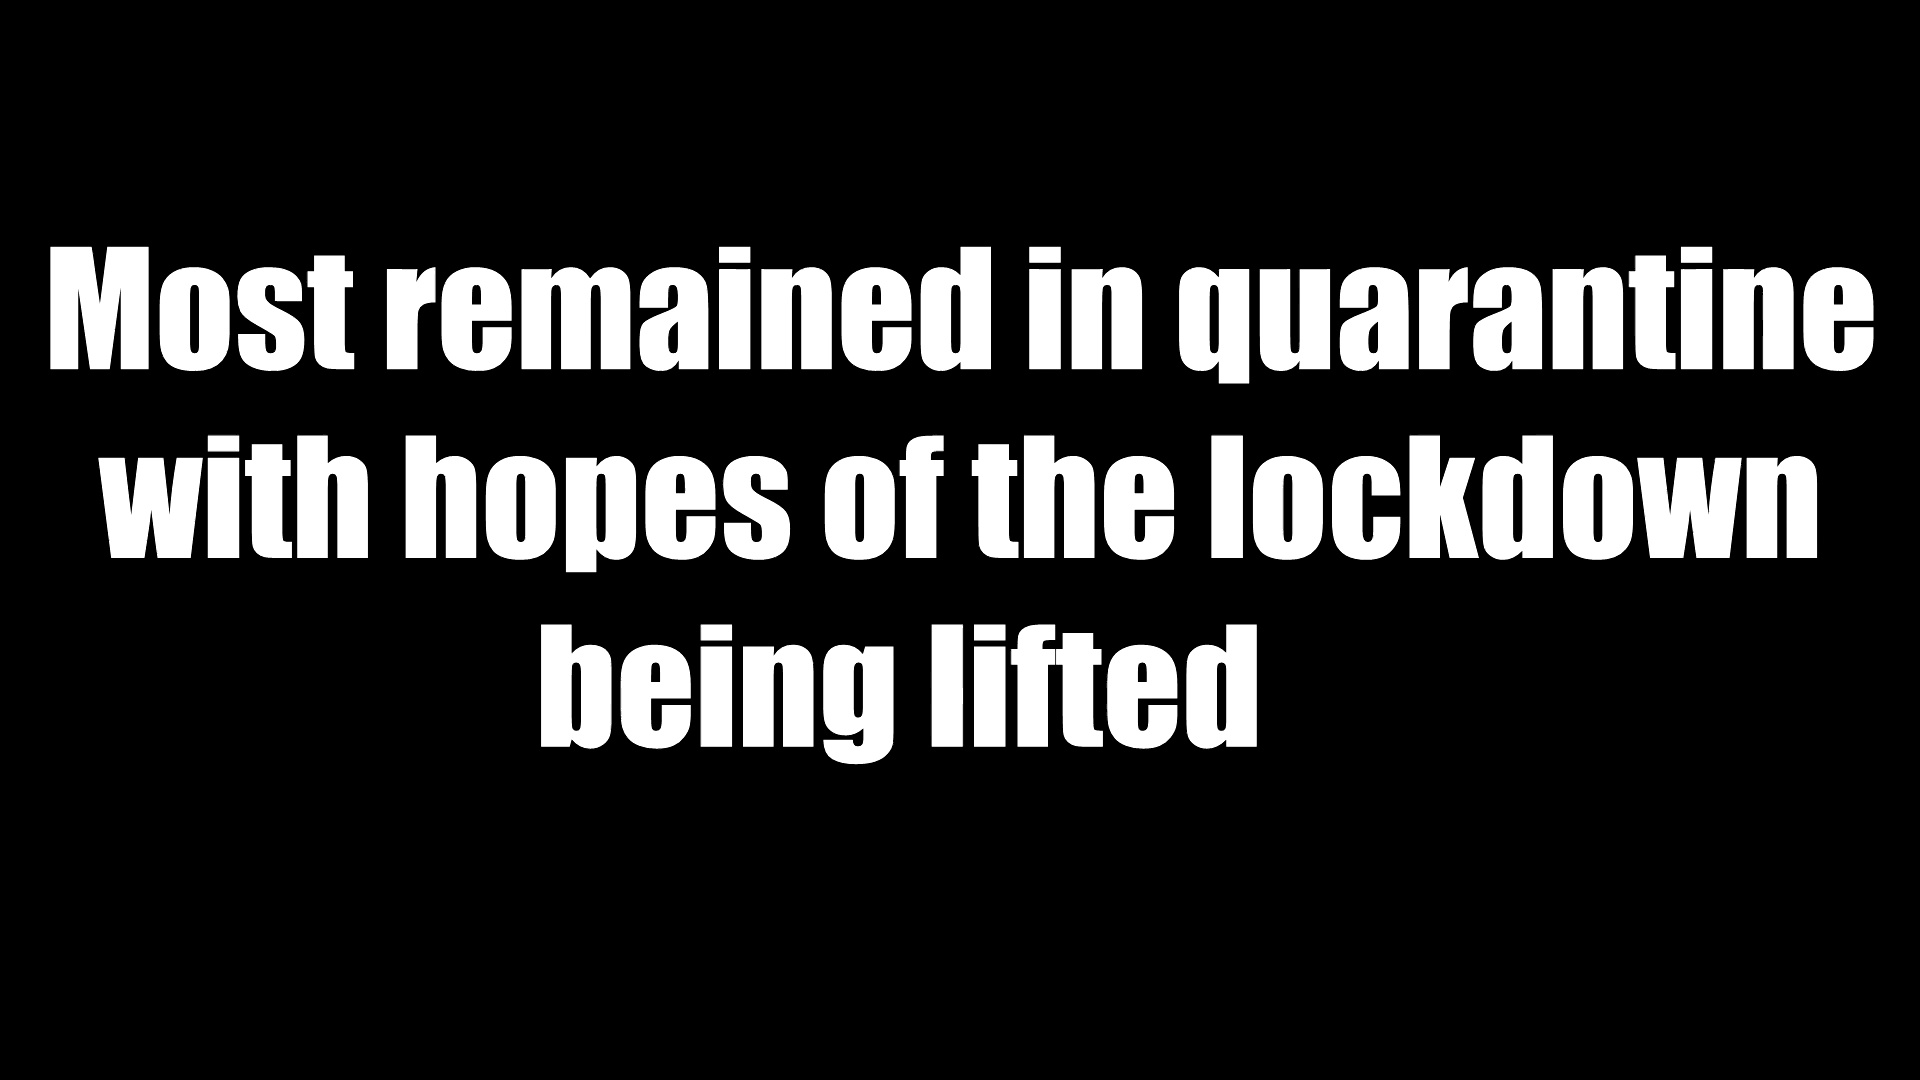 Most remained in quarantine
with hopes of the lockdown
being lifted